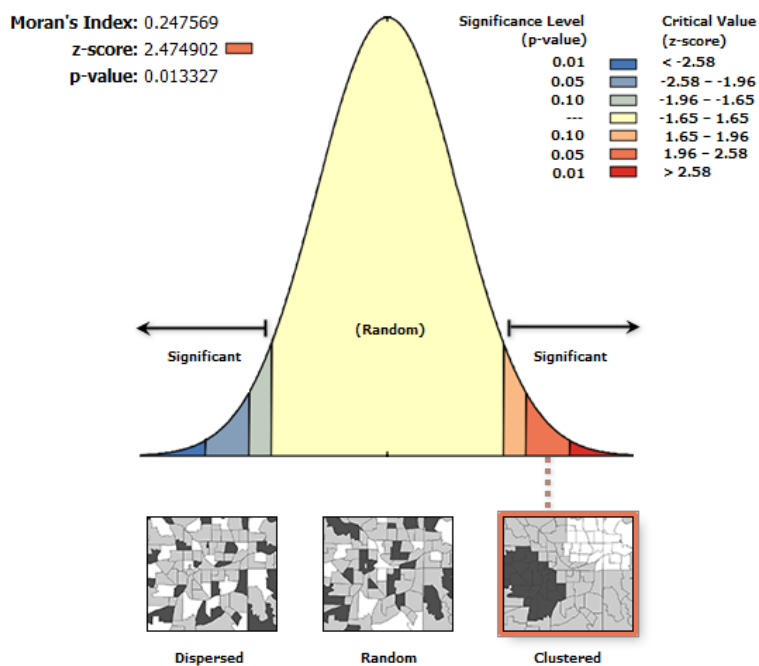 Moran's Index: 0.247569
z-score: 2.474902
p-value: 0.013327
Significance Level
(p-value)
Critical Value
(z-score)
0.01 < -2.58
0.05 -2.58 – -1.96
0.10 -1.96 – -1.65
--- -1.65 – 1.65
0.10 1.65 – 1.96
0.05 1.96 – 2.58
0.01 > 2.58
(Random)
Significant
Significant
Dispersed
Random
Clustered